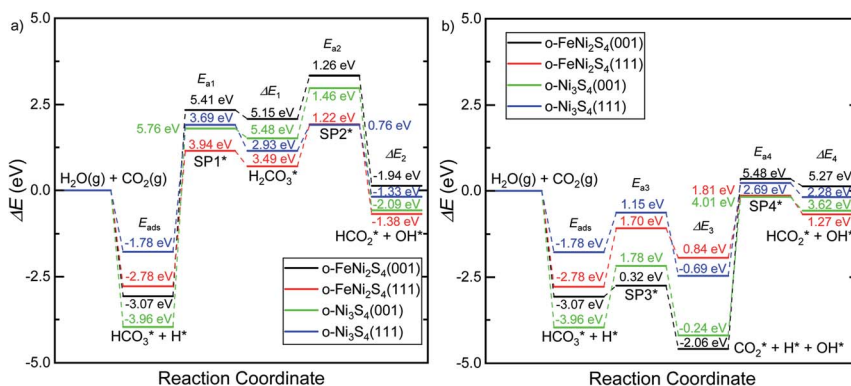 a)
5.0
2.5
0.0
-2.5
-5.0
ΔE (eV)
Reaction Coordinate
H₂O(g) + CO₂(g)
E_ads
-1.78 eV
-2.78 eV
-3.07 eV
-3.96 eV
HCO₃* + H*
E_a1
5.41 eV
3.69 eV
5.76 eV
3.94 eV
SP1*
ΔE₁
5.15 eV
5.48 eV
2.93 eV
3.49 eV
H₂CO₃*
E_a2
1.26 eV
1.46 eV
1.22 eV
0.76 eV
SP2*
ΔE₂
-1.94 eV
-1.33 eV
-2.09 eV
-1.38 eV
HCO₂* + OH*
o-FeNi₂S₄(001)
o-FeNi₂S₄(111)
o-Ni₃S₄(001)
o-Ni₃S₄(111)
b)
5.0
2.5
0.0
-2.5
-5.0
ΔE (eV)
Reaction Coordinate
o-FeNi₂S₄(001)
o-FeNi₂S₄(111)
o-Ni₃S₄(001)
o-Ni₃S₄(111)
H₂O(g) + CO₂(g)
E_ads
-1.78 eV
-2.78 eV
-3.07 eV
-3.96 eV
HCO₃* + H*
E_a3
1.15 eV
1.70 eV
1.78 eV
0.32 eV
SP3*
ΔE₃
0.84 eV
-0.69 eV
-0.24 eV
-2.06 eV
CO₂* + H* + OH*
E_a4
5.48 eV
2.69 eV
1.81 eV
4.01 eV
SP4*
ΔE₄
5.27 eV
2.28 eV
3.62 eV
1.27 eV
HCO₂* + OH*